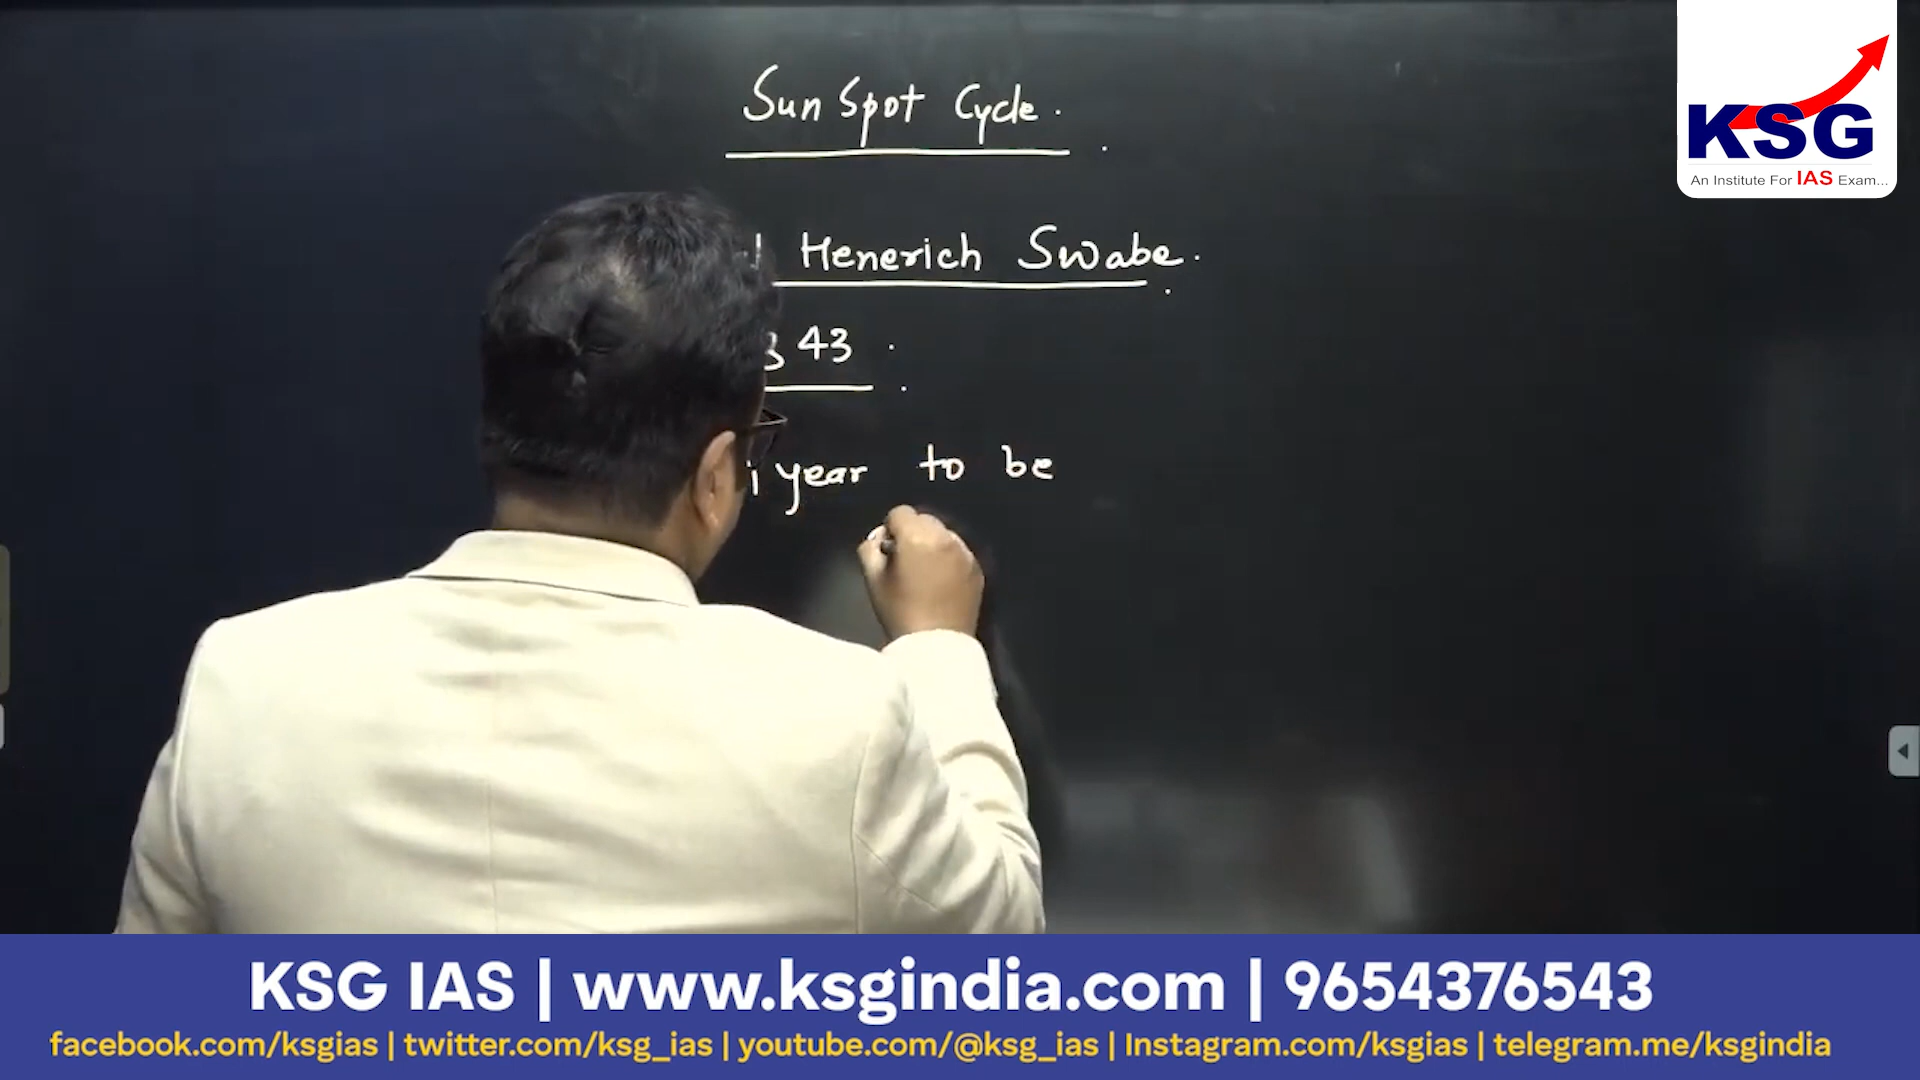 Sun Spot Cycle.
Henerich Swabe.
43
year to be
KSG
An Institute For IAS Exam...
KSG IAS | www.ksgindia.com | 9654376543
facebook.com/ksgias | twitter.com/ksg_ias | youtube.com/@ksg_ias | Instagram.com/ksgias | telegram.me/ksgindia